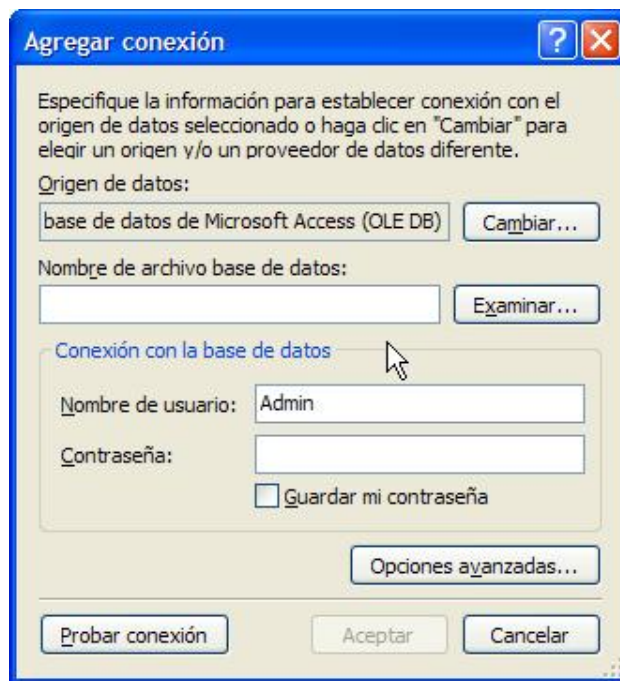 Agregar conexión
Especifique la información para establecer conexión con el
origen de datos seleccionado o haga clic en "Cambiar" para
elegir un origen y/o un proveedor de datos diferente.
Origen de datos:
base de datos de Microsoft Access (OLE DB) Cambiar...
Nombre de archivo base de datos:
Examinar...
Conexión con la base de datos
Nombre de usuario: Admin
Contraseña:
Guardar mi contraseña
Opciones avanzadas...
Probar conexión Aceptar Cancelar